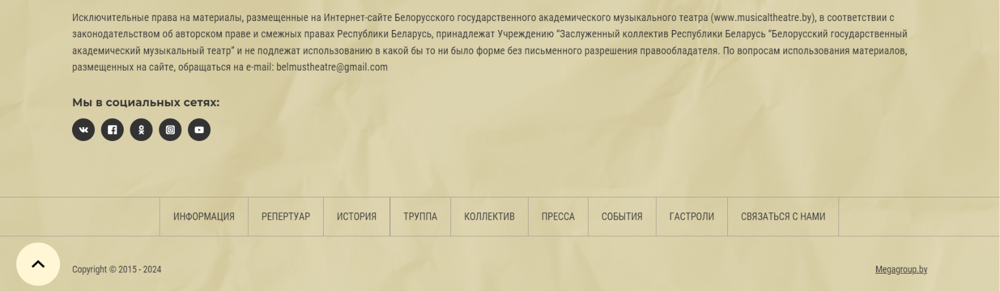 Исключительные права на материалы, размещенные на Интернет-сайте Белорусского государственного академического музыкального театра (www.musicaltheatre.by), в соответствии с
законодательством об авторском праве и смежных правах Республики Беларусь, принадлежат Учреждению “Заслуженный коллектив Республики Беларусь “Белорусский государственный
академический музыкальный театр” и не подлежат использованию в какой бы то ни было форме без письменного разрешения правообладателя. По вопросам использования материалов,
размещенных на сайте, обращаться на e-mail: belmustheatre@gmail.com
Мы в социальных сетях:
ИНФОРМАЦИЯ РЕПЕРТУАР ИСТОРИЯ ТРУППА КОЛЛЕКТИВ ПРЕССА СОБЫТИЯ ГАСТРОЛИ СВЯЗАТЬСЯ С НАМИ
Copyright © 2015 - 2024 Megagroup.by